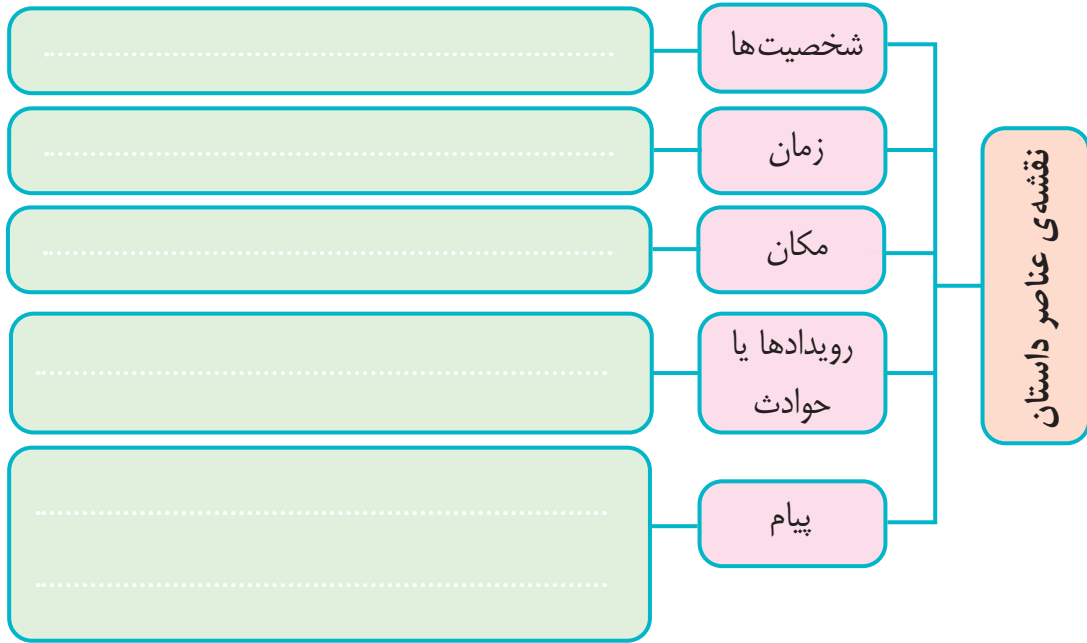 نقشه‌ی عناصر داستان
شخصیت‌ها
زمان
مکان
رویدادها یا
حوادث
پیام